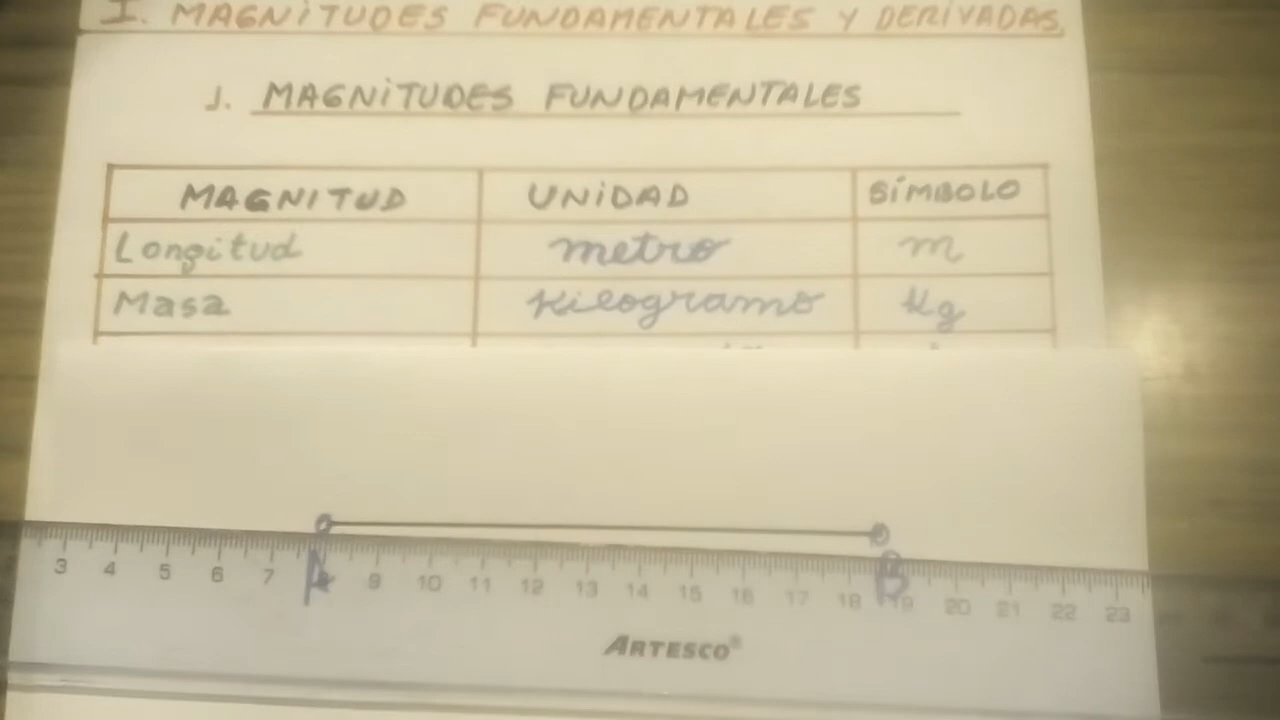 I. MAGNiTUDES FUNDAMENTALES Y DERiVADAS.
1. MAGNiTUDES FUNDAMENTALES
MAGNITUD UNiDAD SÍMBOLO
Longitud metro m
Masa Kilogramo Kg
3 4 5 6 7 A 9 10 11 12 13 14 15 16 17 18 B 19 20 21 22 23
ARTESCO®